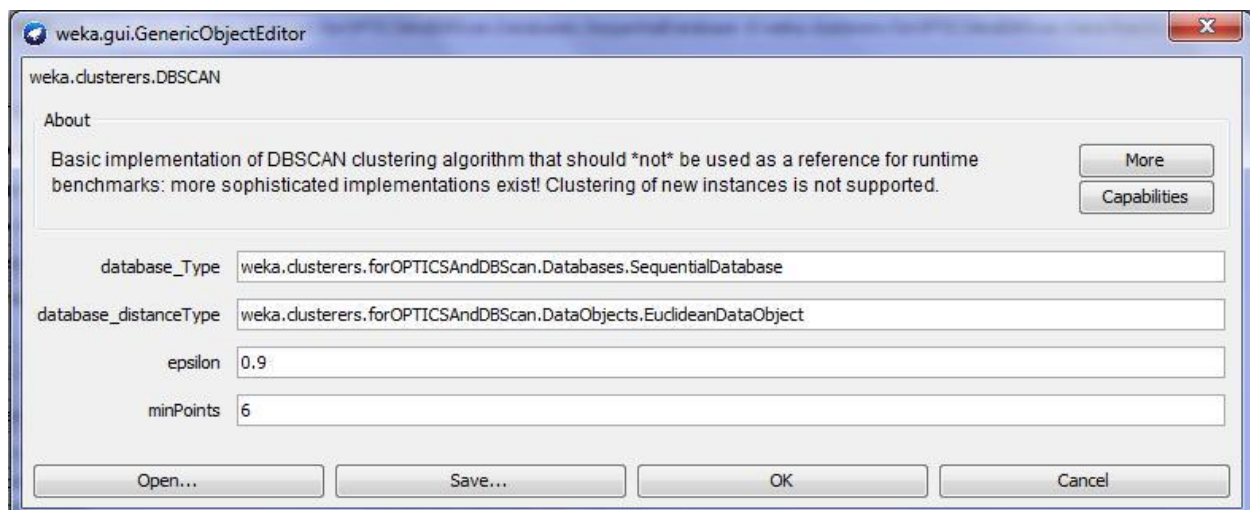 weka.gui.GenericObjectEditor
weka.clusterers.DBSCAN
About
Basic implementation of DBSCAN clustering algorithm that should *not* be used as a reference for runtime
benchmarks: more sophisticated implementations exist! Clustering of new instances is not supported.
More
Capabilities
database_Type weka.clusterers.forOPTICSAndDBScan.Databases.SequentialDatabase
database_distanceType weka.clusterers.forOPTICSAndDBScan.DataObjects.EuclideanDataObject
epsilon 0.9
minPoints 6
Open... Save... OK Cancel